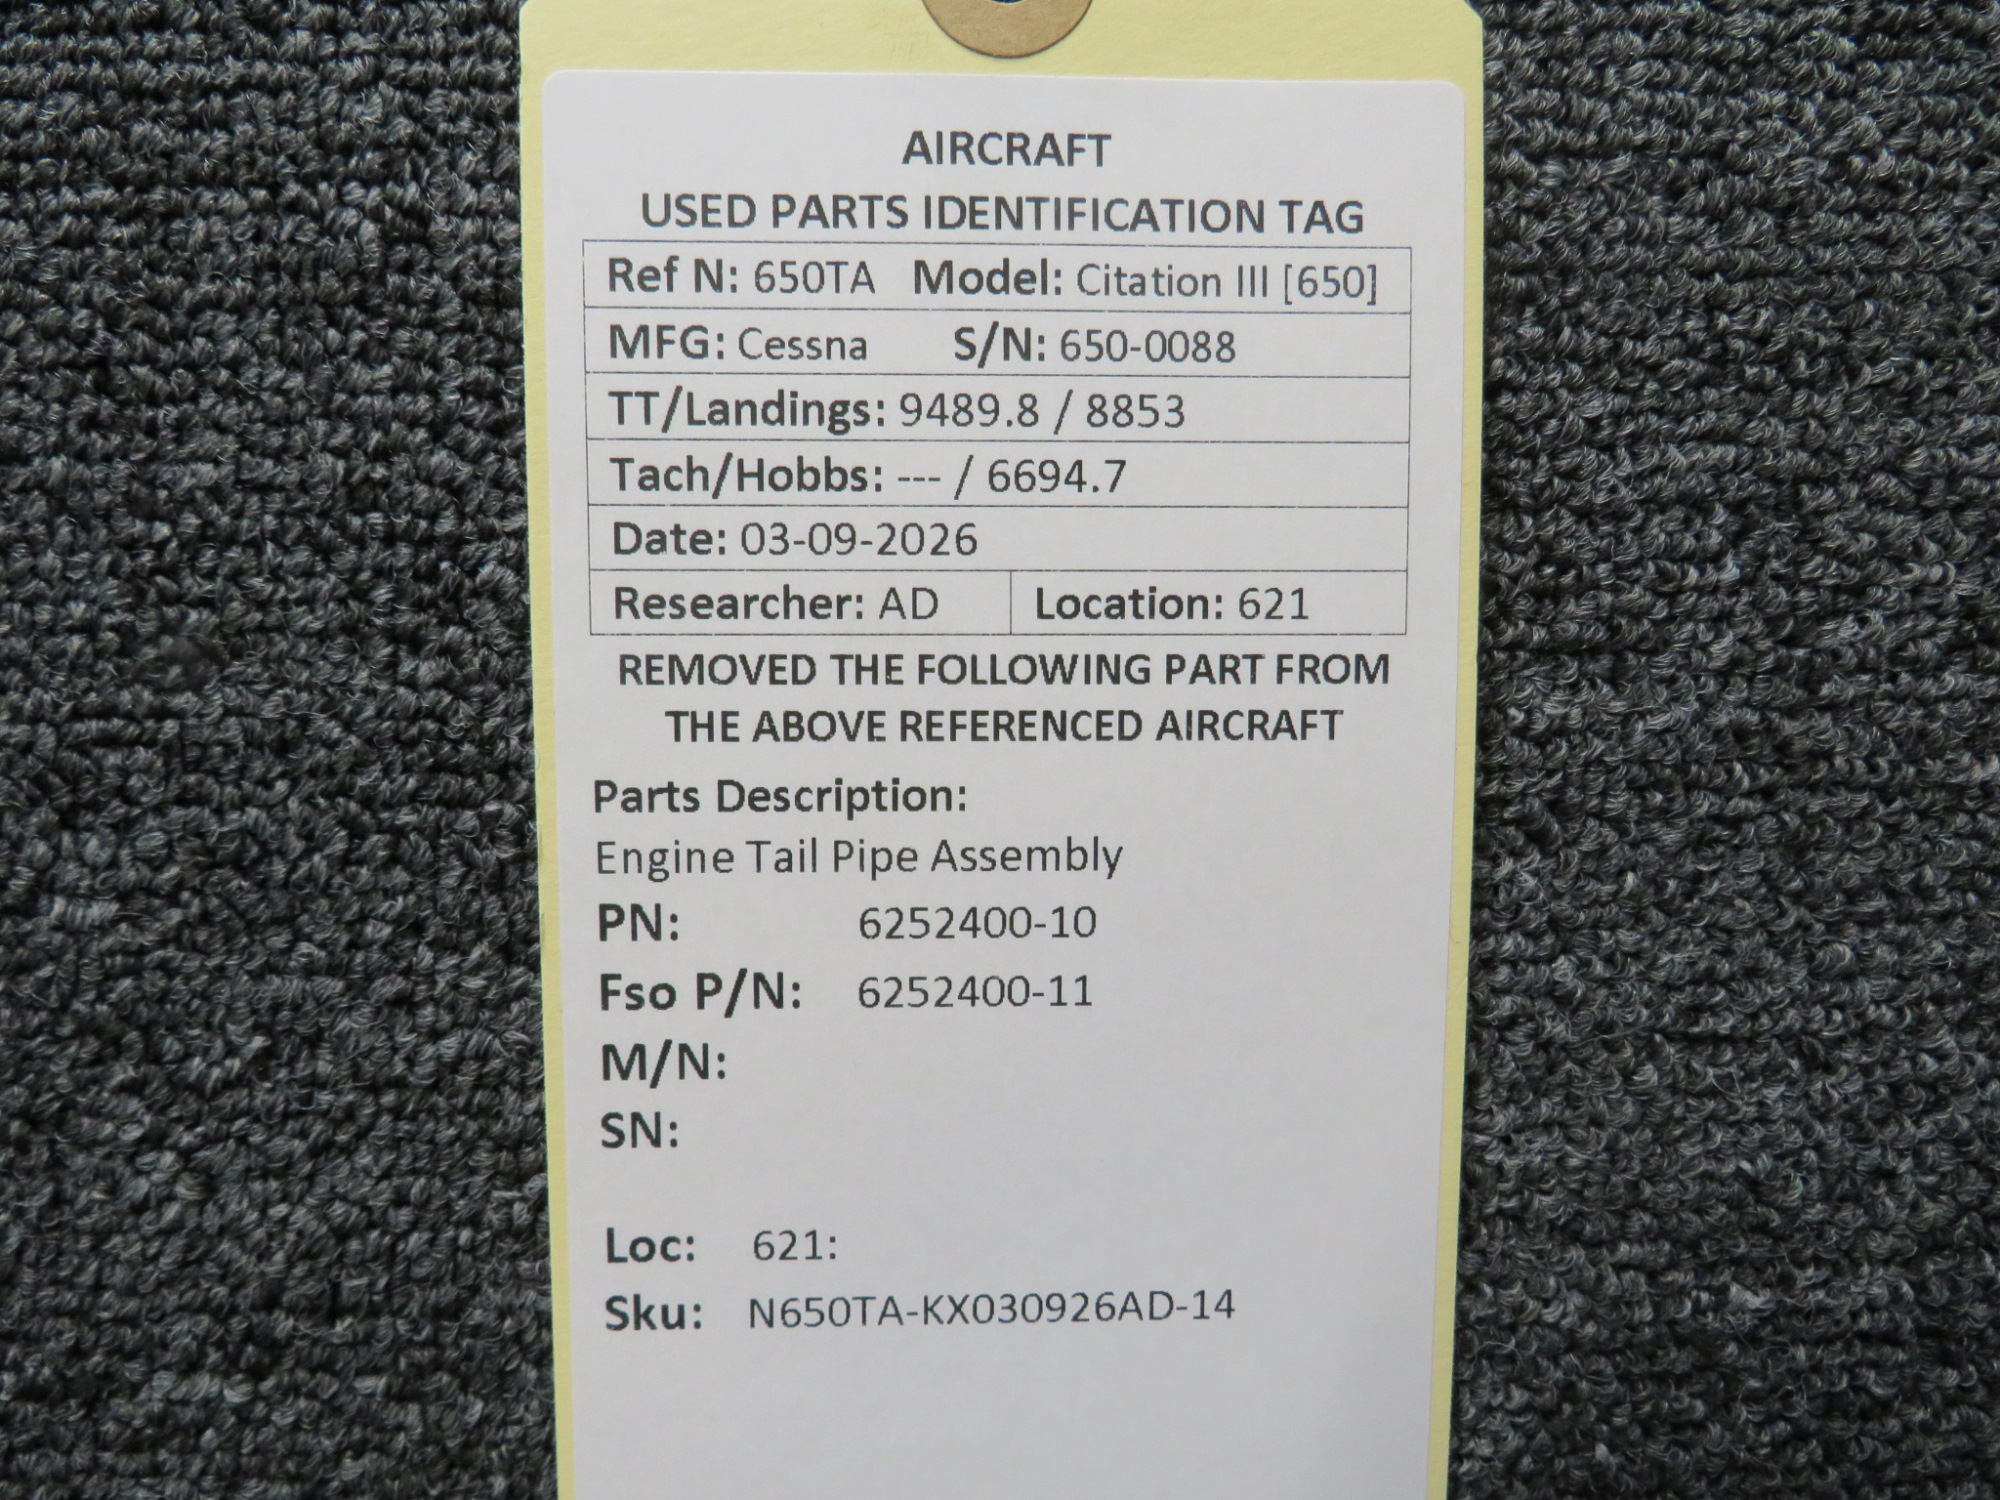 AIRCRAFT
USED PARTS IDENTIFICATION TAG
Ref N: 650TA Model: Citation III [650]
MFG: Cessna S/N: 650-0088
TT/Landings: 9489.8 / 8853
Tach/Hobbs: --- / 6694.7
Date: 03-09-2026
Researcher: AD Location: 621
REMOVED THE FOLLOWING PART FROM
THE ABOVE REFERENCED AIRCRAFT
Parts Description:
Engine Tail Pipe Assembly
PN: 6252400-10
Fso P/N: 6252400-11
M/N:
SN:
Loc: 621:
Sku: N650TA-KX030926AD-14